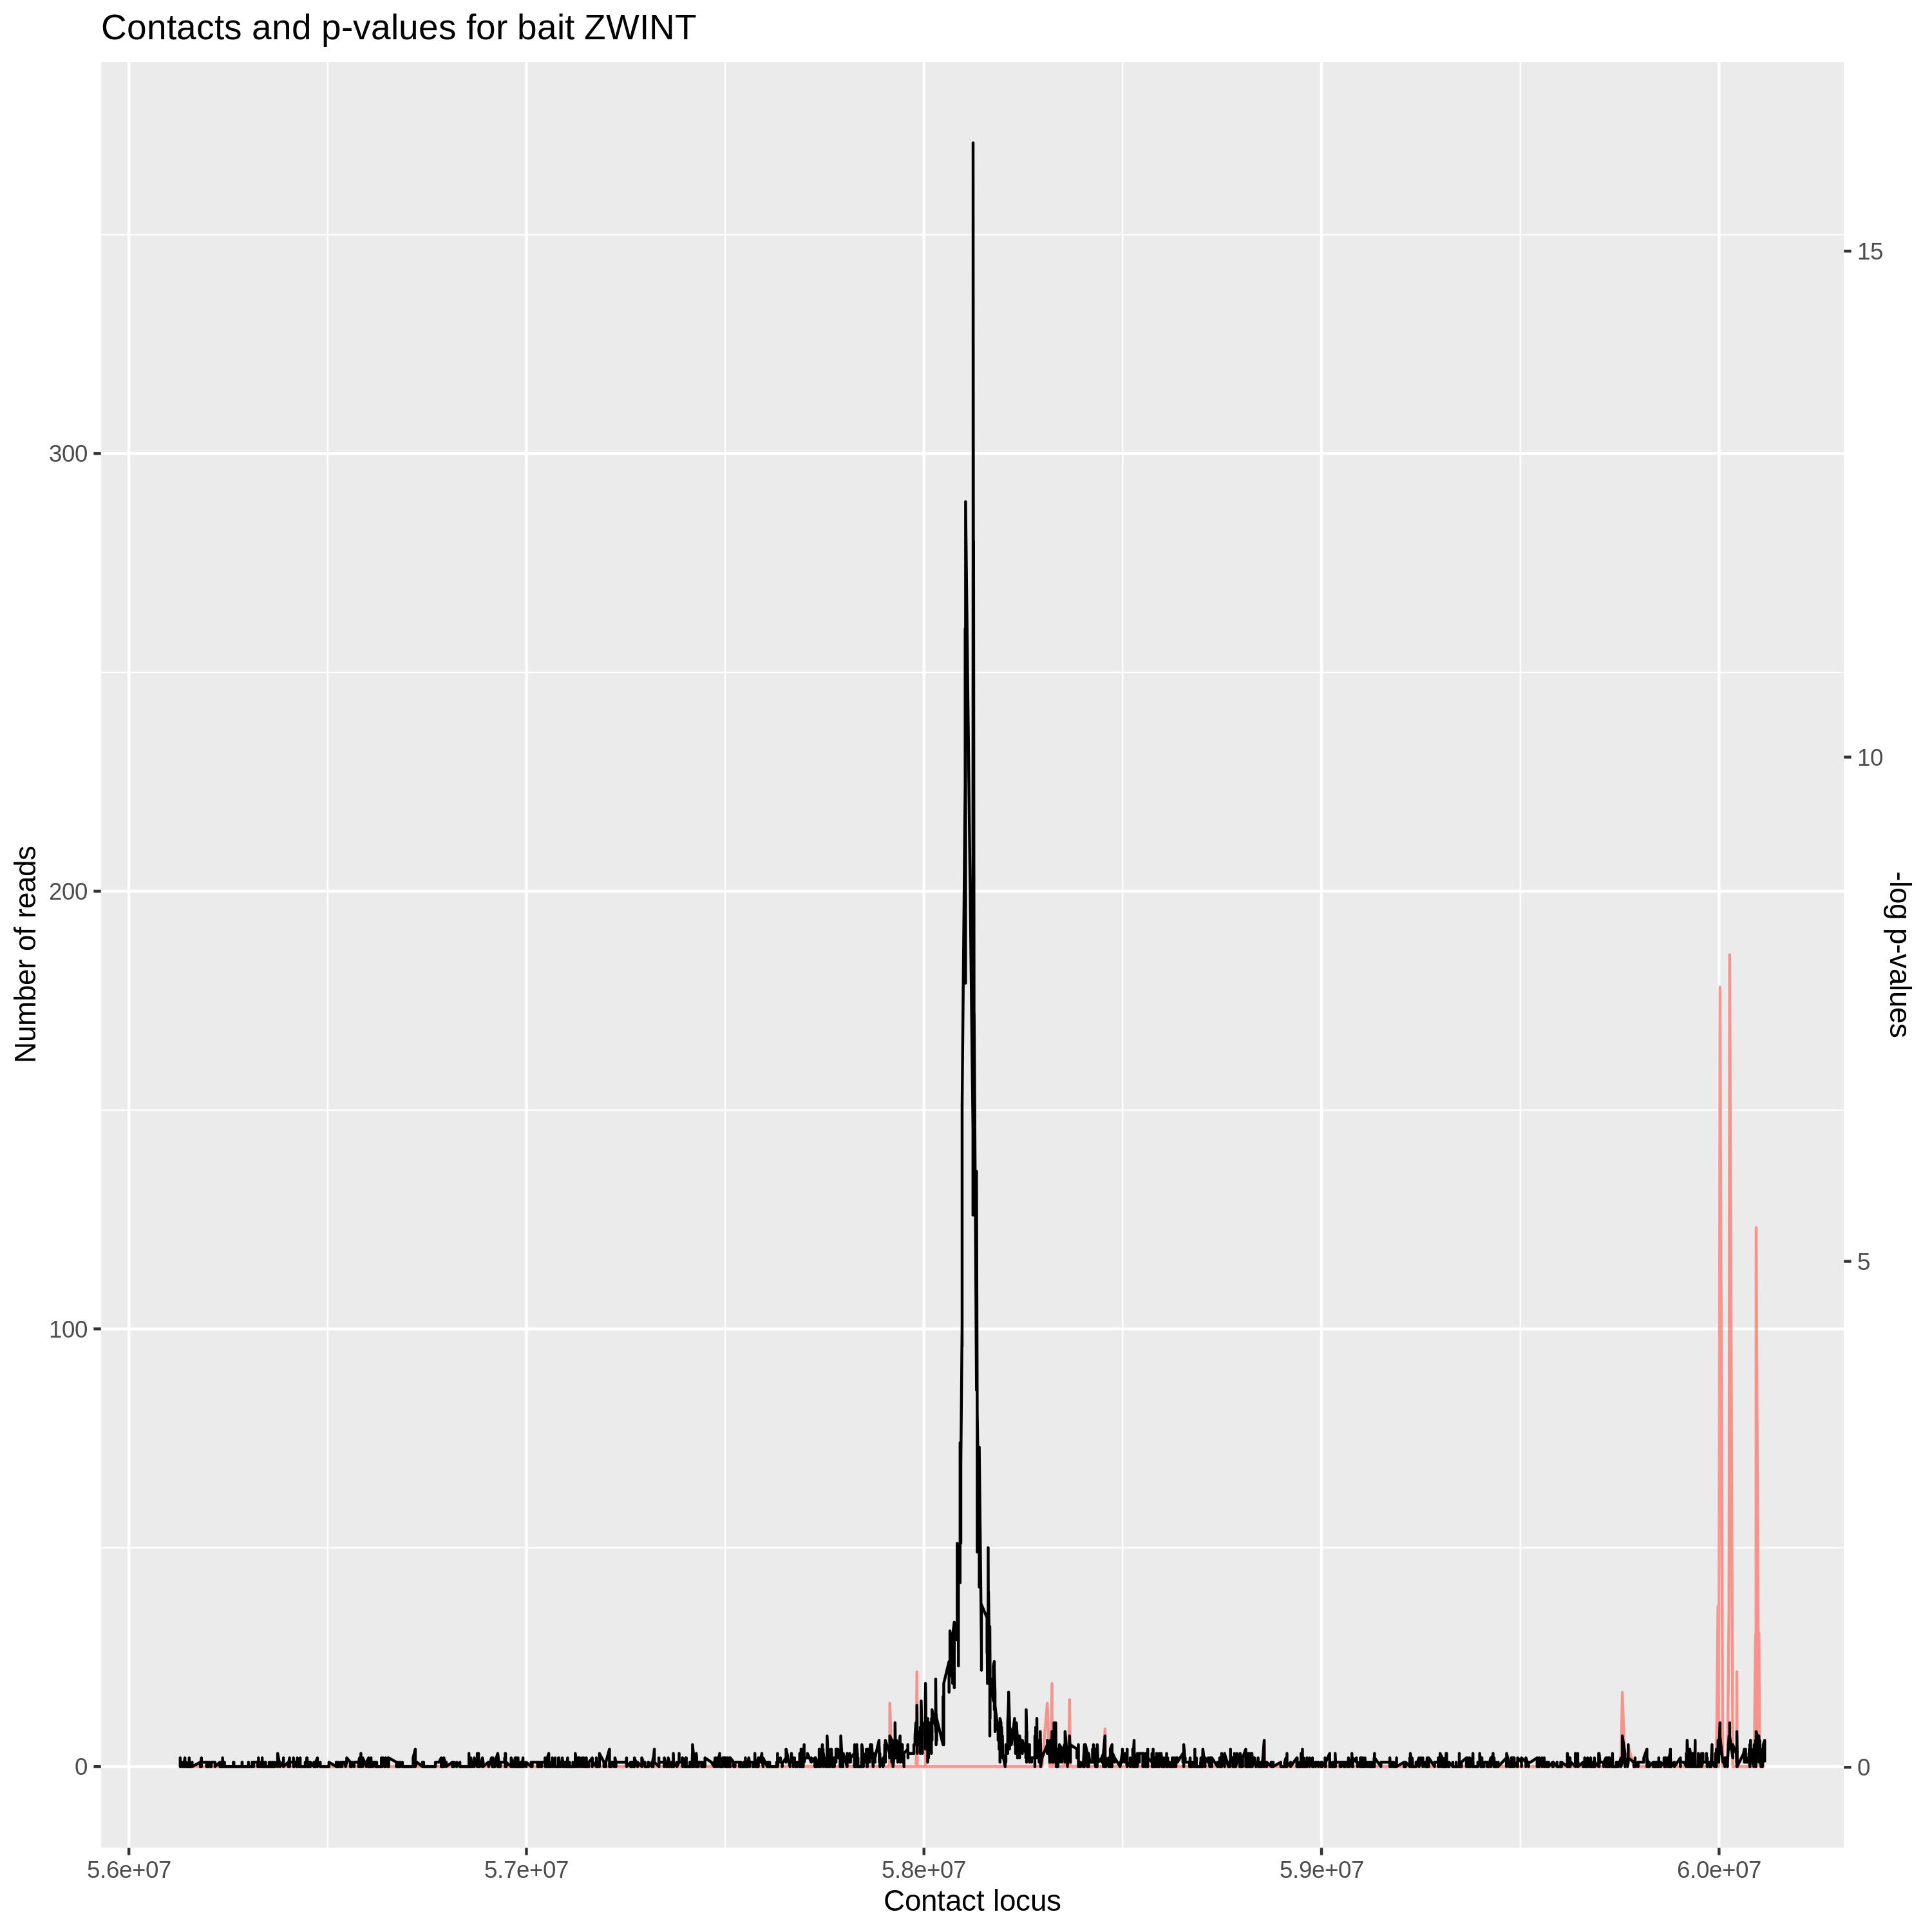 Contacts and p-values for bait ZWINT
Number of reads
300
200
100
0
15
10
5
0
-log p-values
5.6e+07
5.7e+07
5.8e+07
5.9e+07
6.0e+07
Contact locus